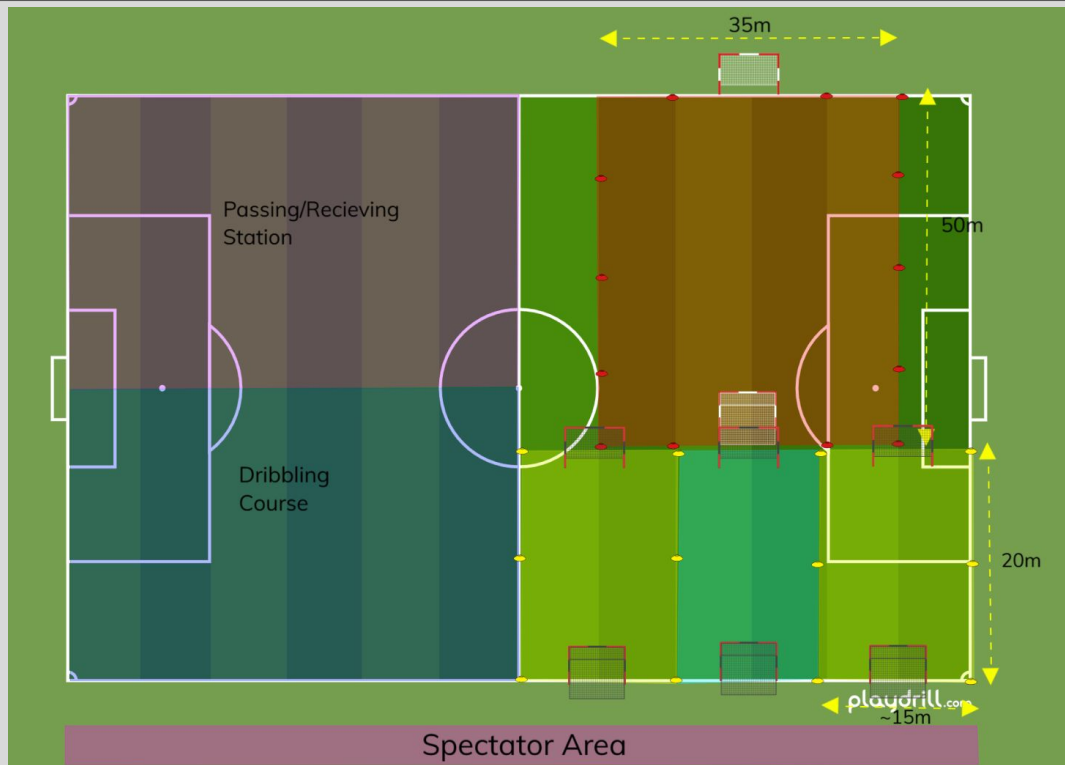 35m
Passing/Recieving
Station
50m
Dribbling
Course
20m
playdrill.com
~15m
Spectator Area